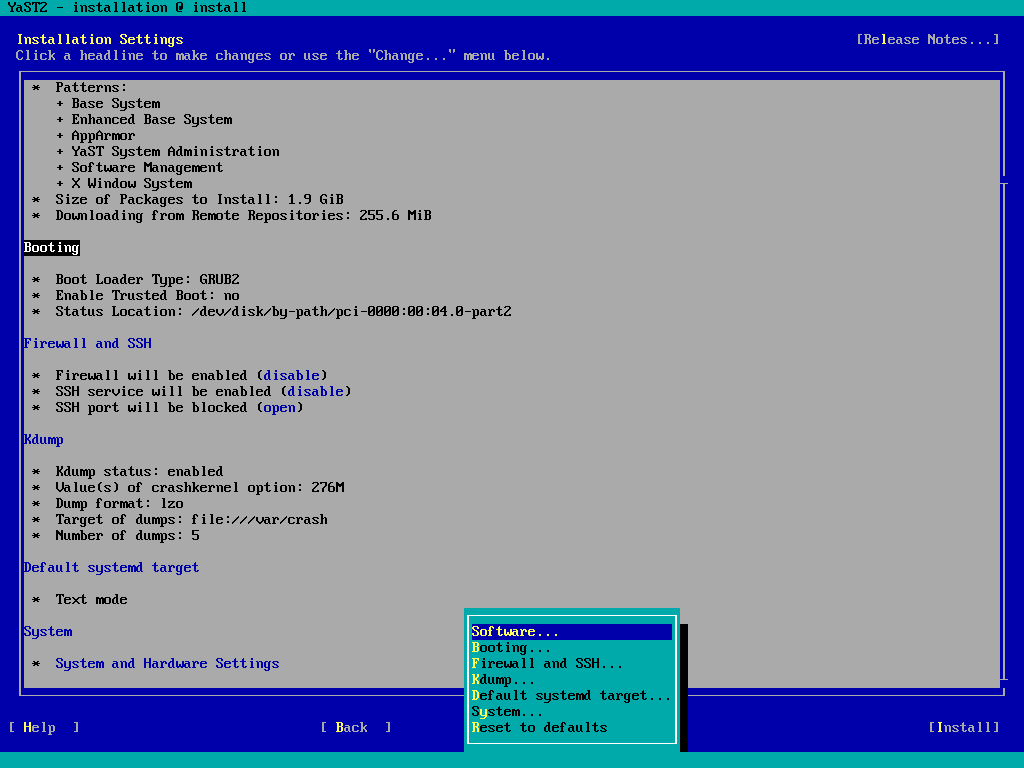 YaST2 - installation @ install
Installation Settings [Release Notes...]
Click a headline to make changes or use the "Change..." menu below.
* Patterns:
+ Base System
+ Enhanced Base System
+ AppArmor
+ YaST System Administration
+ Software Management
+ X Window System
* Size of Packages to Install: 1.9 GiB
* Downloading from Remote Repositories: 255.6 MiB
Booting
* Boot Loader Type: GRUB2
* Enable Trusted Boot: no
* Status Location: /dev/disk/by-path/pci-0000:00:04.0-part2
Firewall and SSH
* Firewall will be enabled (disable)
* SSH service will be enabled (disable)
* SSH port will be blocked (open)
Kdump
* Kdump status: enabled
* Value(s) of crashkernel option: 276M
* Dump format: lzo
* Target of dumps: file:///var/crash
* Number of dumps: 5
Default systemd target
* Text mode
System
* System and Hardware Settings
Software...
Booting...
Firewall and SSH...
Kdump...
Default systemd target...
System...
Reset to defaults
[ Help ] [ Back ] [Install]